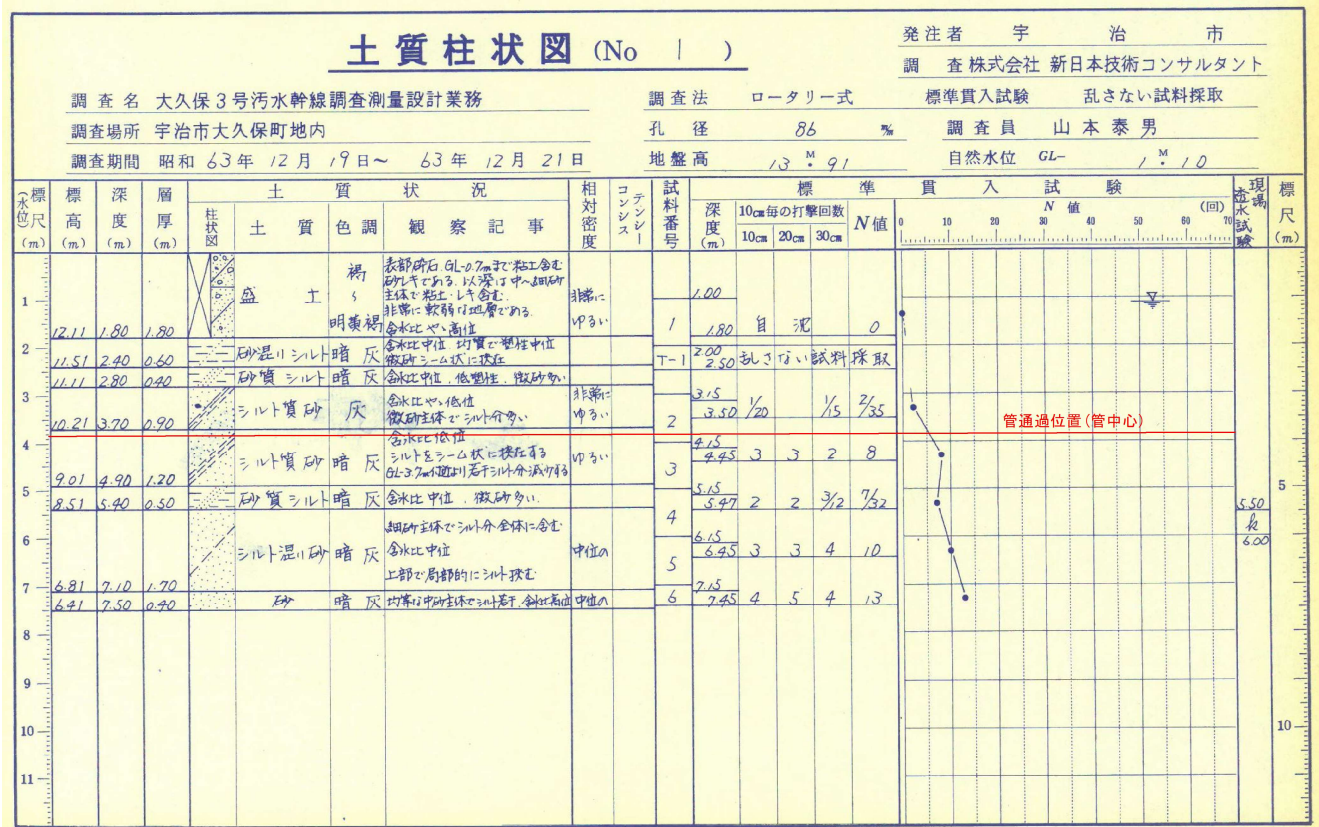 土質柱状図 (No 1 )
発注者 宇治市
調査 株式会社 新日本技術コンサルタント
調査名 大久保3号汚水幹線調査測量設計業務
調査法 ロータリー式 標準貫入試験 乱さない試料採取
調査場所 宇治市大久保町地内
孔径 86 m/m 調査員 山本泰男
調査期間 昭和63年12月19日~63年12月21日
地盤高 13M.91 自然水位 GL- 1M.10
標尺(水位)(m) 標高(m) 深度(m) 層厚(m) 土質状況 相対密度 コンシステンシー 試料番号 標準貫入試験 現場透水試験 標尺(m)
柱状図 土質 色調 観察記事 深度(m) 10cm毎の打撃回数 N値 N値 (回)
10cm 20cm 30cm 0 10 20 30 40 50 60 70
表部砕石、GL-0.7mまで粘土含む
砂レキである。以深は中~細砂
主体で粘土・レキ含む。
非常に軟弱な地層である。
含水比やゝ高位
12.11 1.80 1.80 盛土 褐~明黄褐 非常にゆるい
1 1.00 1.80 自沈 0
含水比中位、均質で塑性中位
微砂シーム状に挟在
11.51 2.40 0.60 砂混りシルト 暗灰
T-1 2.00 2.50 乱さない試料採取
11.11 2.80 0.40 砂質シルト 暗灰 含水比中位、低塑性、微砂多い
含水比やゝ低位
微砂主体でシルト分多い
10.21 3.70 0.90 シルト質砂 灰 非常にゆるい
2 3.15 3.50 1/20 1/15 2/35
管通過位置(管中心)
含水比低位
シルトをシーム状に挟在する
GL-3.7m付近より若干シルト分減少する
9.01 4.90 1.20 シルト質砂 暗灰 ゆるい
3 4.15 4.45 3 3 2 8
8.51 5.40 0.50 砂質シルト 暗灰 含水比中位、微砂多い。
4 5.15 5.47 2 2 3/12 7/32
5.50 k 6.00
細砂主体でシルト分全体に含む
含水比中位
上部で局部的にシルト挟む
6.81 7.10 1.70 シルト混り砂 暗灰 中位の
5 6.15 6.45 3 3 4 10
6.41 7.50 0.40 砂 暗灰 均等な中砂主体でシルト若干、含水比高位 中位の
6 7.15 7.45 4 5 4 13
1
2
3
4
5
6
7
8
9
10
11
5
10